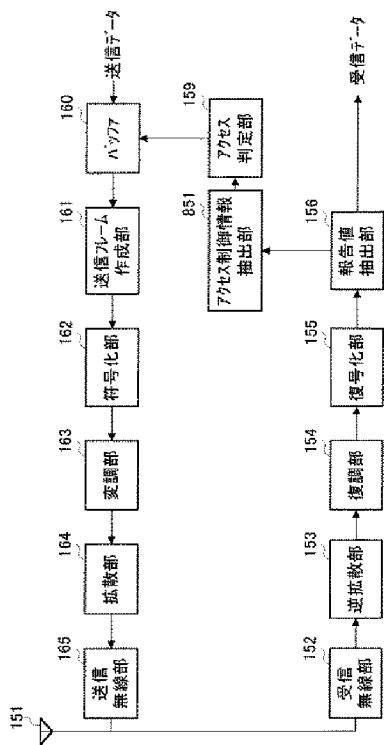 151
165
送信
無線部
164
拡散部
163
変調部
162
符号化部
161
送信フレーム
作成部
160
バッファ
送信データ
159
アクセス
判定部
851
アクセス制御情報
抽出部
152
受信
無線部
153
逆拡散部
154
復調部
155
復号化部
156
報告値
抽出部
受信データ